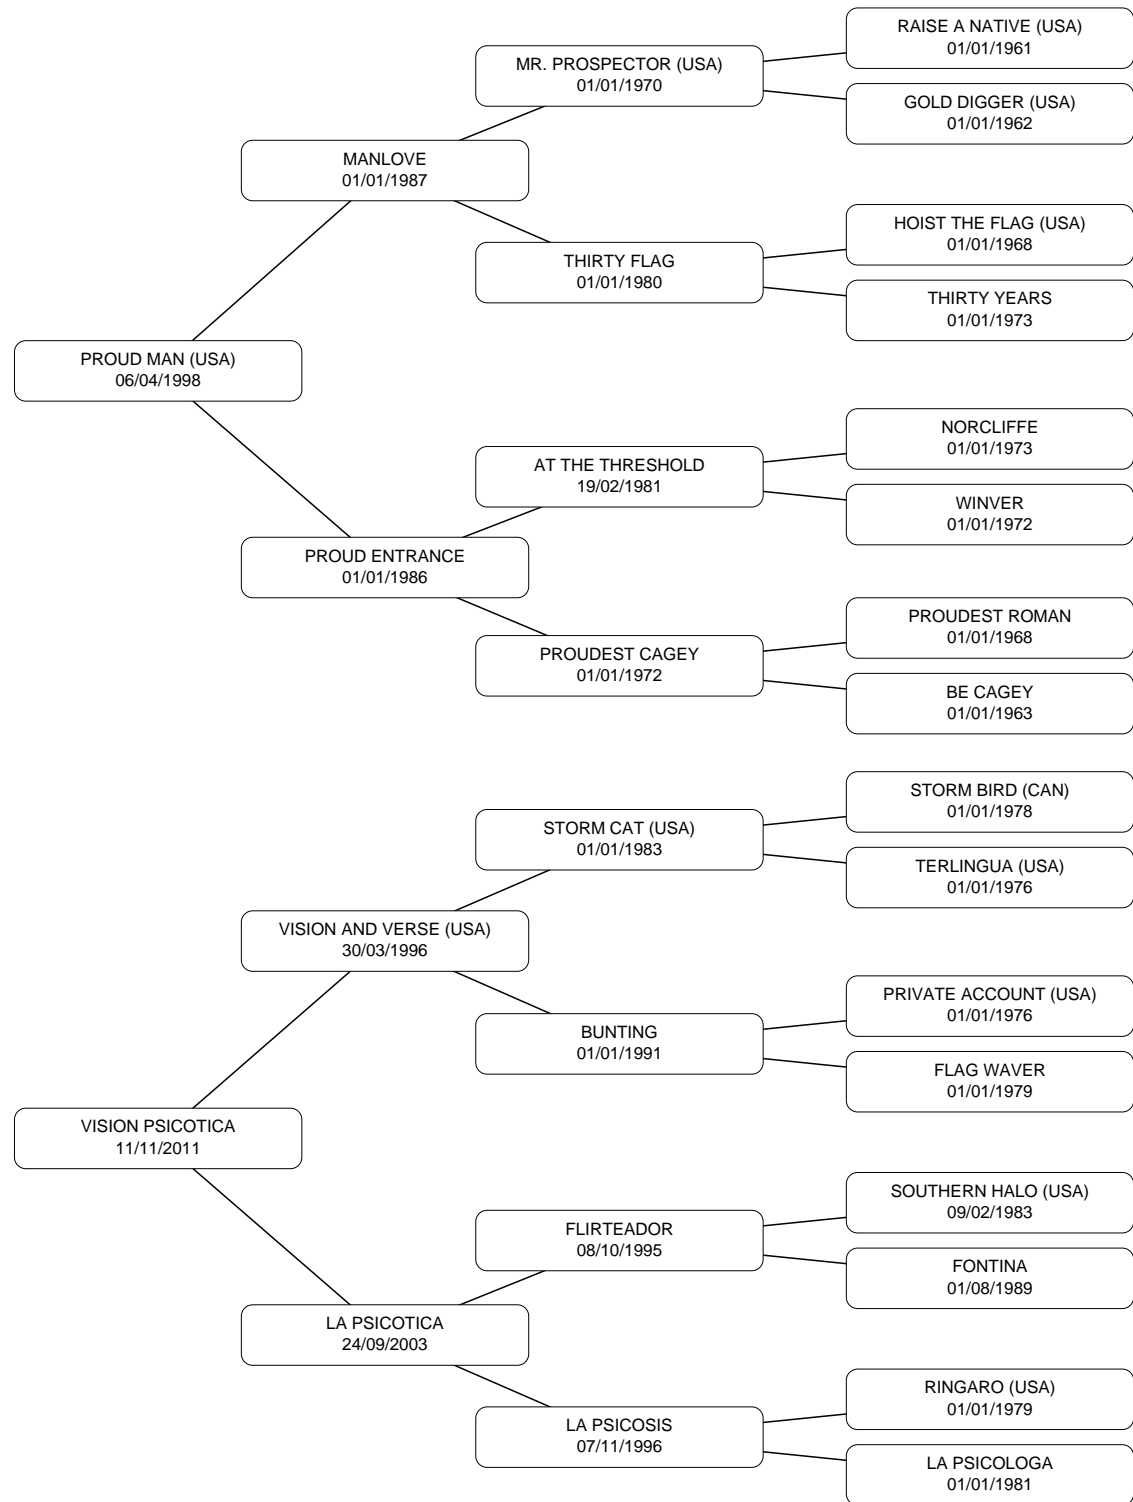 RAISE A NATIVE (USA)
01/01/1961
MR. PROSPECTOR (USA)
01/01/1970
GOLD DIGGER (USA)
01/01/1962
MANLOVE
01/01/1987
HOIST THE FLAG (USA)
01/01/1968
THIRTY FLAG
01/01/1980
THIRTY YEARS
01/01/1973
PROUD MAN (USA)
06/04/1998
NORCLIFFE
01/01/1973
AT THE THRESHOLD
19/02/1981
WINVER
01/01/1972
PROUD ENTRANCE
01/01/1986
PROUDEST ROMAN
01/01/1968
PROUDEST CAGEY
01/01/1972
BE CAGEY
01/01/1963
STORM BIRD (CAN)
01/01/1978
STORM CAT (USA)
01/01/1983
TERLINGUA (USA)
01/01/1976
VISION AND VERSE (USA)
30/03/1996
PRIVATE ACCOUNT (USA)
01/01/1976
BUNTING
01/01/1991
FLAG WAVER
01/01/1979
VISION PSICOTICA
11/11/2011
SOUTHERN HALO (USA)
09/02/1983
FLIRTEADOR
08/10/1995
FONTINA
01/08/1989
LA PSICOTICA
24/09/2003
RINGARO (USA)
01/01/1979
LA PSICOSIS
07/11/1996
LA PSICOLOGA
01/01/1981